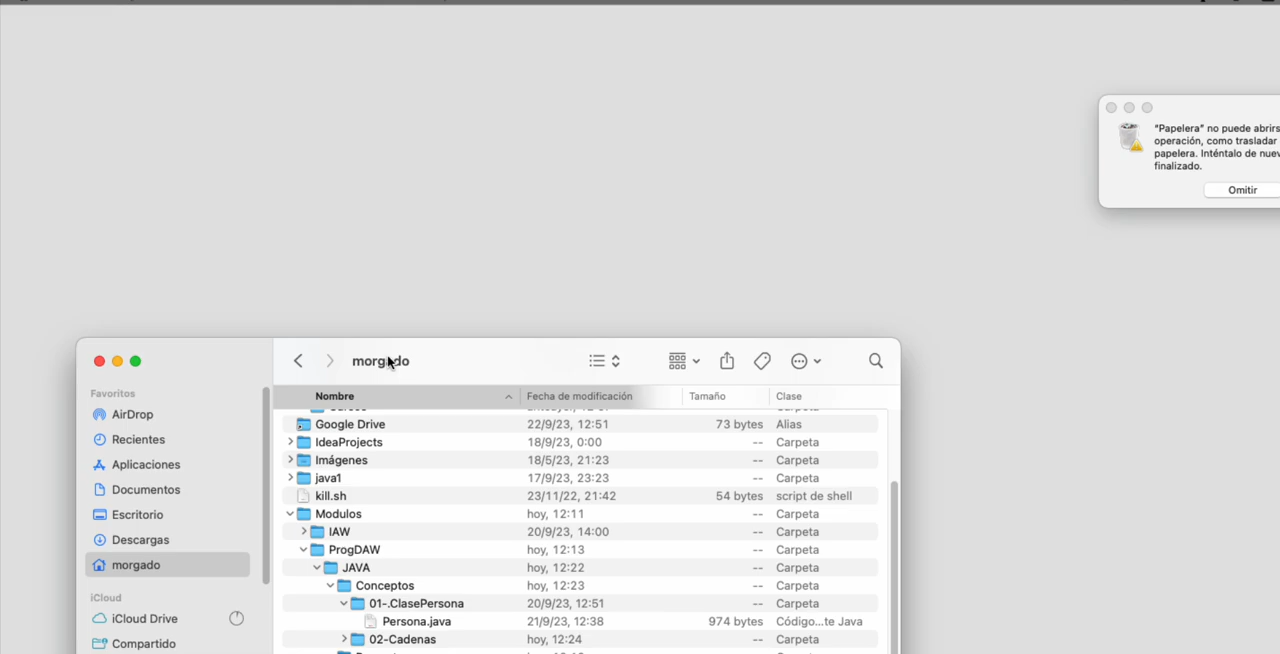 "Papelera" no puede abrirs
operación, como trasladar
papelera. Inténtalo de nuev
finalizado.
Omitir
morgado
Favoritos
AirDrop
Recientes
Aplicaciones
Documentos
Escritorio
Descargas
morgado
iCloud
iCloud Drive
Compartido
Nombre Fecha de modificación Tamaño Clase
Google Drive 22/9/23, 12:51 73 bytes Alias
IdeaProjects 18/9/23, 0:00 -- Carpeta
Imágenes 18/5/23, 21:23 -- Carpeta
java1 17/9/23, 23:23 -- Carpeta
kill.sh 23/11/22, 21:42 54 bytes script de shell
Modulos hoy, 12:11 -- Carpeta
IAW 20/9/23, 14:00 -- Carpeta
ProgDAW hoy, 12:13 -- Carpeta
JAVA hoy, 12:22 -- Carpeta
Conceptos hoy, 12:23 -- Carpeta
01-.ClasePersona 20/9/23, 12:51 -- Carpeta
Persona.java 21/9/23, 12:38 974 bytes Código...te Java
02-Cadenas hoy, 12:24 -- Carpeta